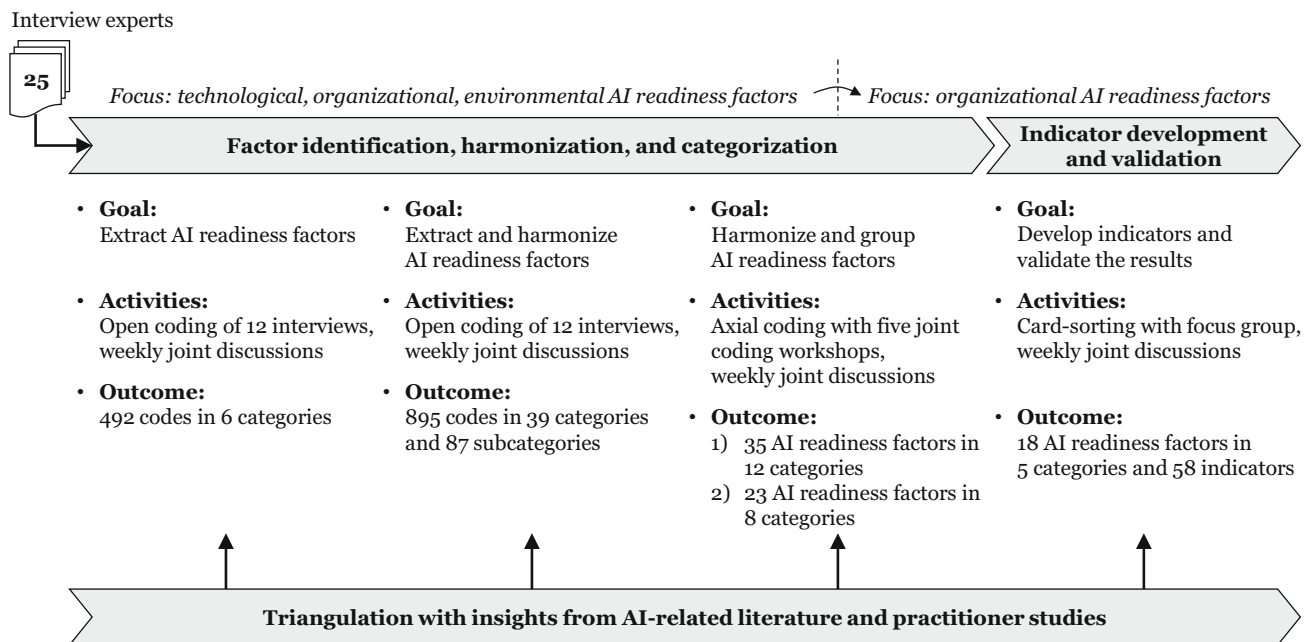 Interview experts
25
Focus: technological, organizational, environmental AI readiness factors
Focus: organizational AI readiness factors
Factor identification, harmonization, and categorization
Indicator development
and validation
• Goal:
Extract AI readiness factors
• Activities:
Open coding of 12 interviews,
weekly joint discussions
• Outcome:
492 codes in 6 categories
• Goal:
Extract and harmonize
AI readiness factors
• Activities:
Open coding of 12 interviews,
weekly joint discussions
• Outcome:
895 codes in 39 categories
and 87 subcategories
• Goal:
Harmonize and group
AI readiness factors
• Activities:
Axial coding with five joint
coding workshops,
weekly joint discussions
• Outcome:
1) 35 AI readiness factors in
12 categories
2) 23 AI readiness factors in
8 categories
• Goal:
Develop indicators and
validate the results
• Activities:
Card-sorting with focus group,
weekly joint discussions
• Outcome:
18 AI readiness factors in
5 categories and 58 indicators
Triangulation with insights from AI-related literature and practitioner studies